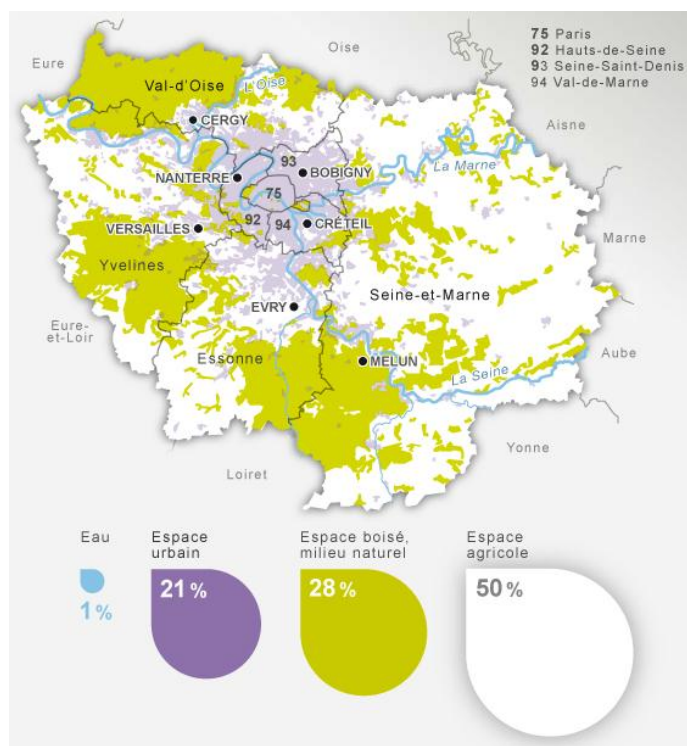 Eure
Oise
75 Paris
92 Hauts-de-Seine
93 Seine-Saint-Denis
94 Val-de-Marne
Val-d'Oise
L'Oise
CERGY
Aisne
93
NANTERRE
BOBIGNY
La Marne
75
VERSAILLES
92
94
CRÉTEIL
Marne
Yvelines
Seine-et-Marne
EVRY
Eure-
et-Loir
Essonne
MELUN
Aube
La Seine
Yonne
Loiret
Eau
1 %
Espace
urbain
21 %
Espace boisé,
milieu naturel
28 %
Espace
agricole
50 %